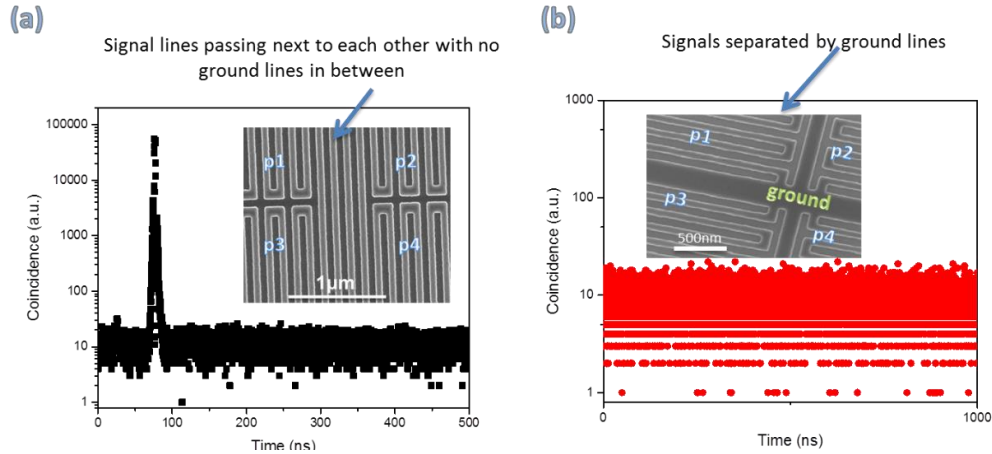 (a)
Signal lines passing next to each other with no
ground lines in between
100000
10000
1000
100
10
1
Coincidence (a.u.)
p1
p2
p3
p4
1µm
0
100
200
300
400
500
Time (ns)
(b)
Signals separated by ground lines
1000
100
10
1
Coincidence (a.u.)
p1
p2
p3
ground
p4
500nm
0
1000
Time (ns)